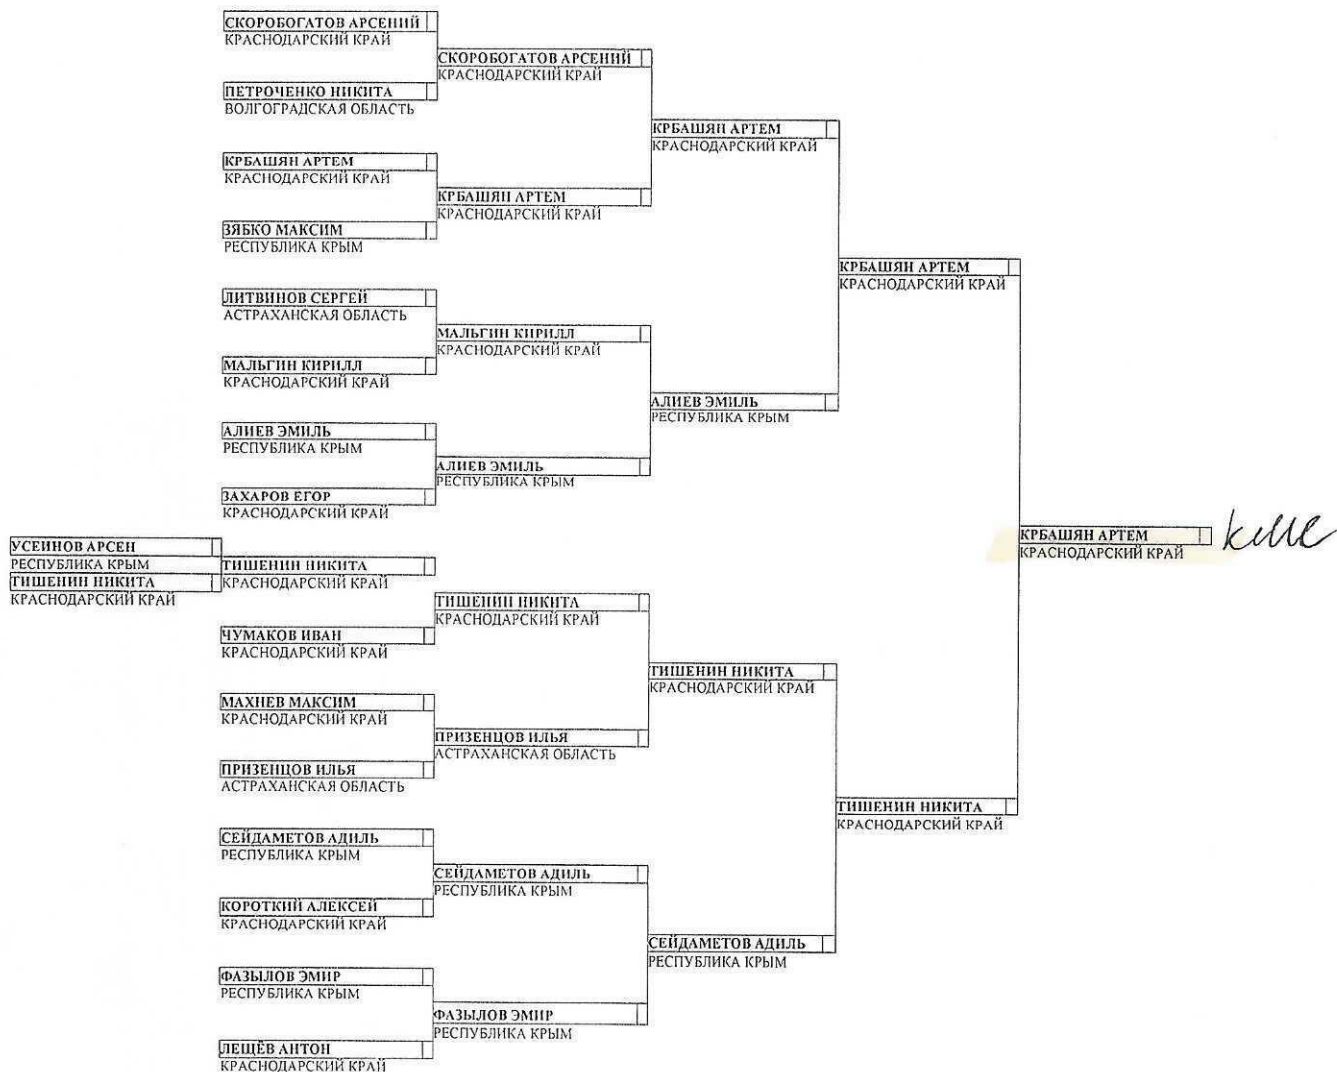 СКОРОБОГАТОВ АРСЕНИЙ
КРАСНОДАРСКИЙ КРАЙ
СКОРОБОГАТОВ АРСЕНИЙ
КРАСНОДАРСКИЙ КРАЙ
ПЕТРОЧЕНКО НИКИТА
ВОЛГОГРАДСКАЯ ОБЛАСТЬ
КРБАШЯН АРТЕМ
КРАСНОДАРСКИЙ КРАЙ
КРБАШЯН АРТЕМ
КРАСНОДАРСКИЙ КРАЙ
КРБАШЯН АРТЕМ
КРАСНОДАРСКИЙ КРАЙ
ЗЯБКО МАКСИМ
РЕСПУБЛИКА КРЫМ
КРБАШЯН АРТЕМ
КРАСНОДАРСКИЙ КРАЙ
ЛИТВИНОВ СЕРГЕЙ
АСТРАХАНСКАЯ ОБЛАСТЬ
МАЛЬГИН КИРИЛЛ
КРАСНОДАРСКИЙ КРАЙ
МАЛЬГИН КИРИЛЛ
КРАСНОДАРСКИЙ КРАЙ
АЛИЕВ ЭМИЛЬ
РЕСПУБЛИКА КРЫМ
АЛИЕВ ЭМИЛЬ
РЕСПУБЛИКА КРЫМ
АЛИЕВ ЭМИЛЬ
РЕСПУБЛИКА КРЫМ
ЗАХАРОВ ЕГОР
КРАСНОДАРСКИЙ КРАЙ
КРБАШЯН АРТЕМ
КРАСНОДАРСКИЙ КРАЙ
кмс
УСЕИНОВ АРСЕН
РЕСПУБЛИКА КРЫМ
ТИШЕНИН НИКИТА
КРАСНОДАРСКИЙ КРАЙ
ТИШЕНИН НИКИТА
КРАСНОДАРСКИЙ КРАЙ
ТИШЕНИН НИКИТА
КРАСНОДАРСКИЙ КРАЙ
ЧУМАКОВ ИВАН
КРАСНОДАРСКИЙ КРАЙ
ТИШЕНИН НИКИТА
КРАСНОДАРСКИЙ КРАЙ
МАХНЕВ МАКСИМ
КРАСНОДАРСКИЙ КРАЙ
ПРИЗЕНЦОВ ИЛЬЯ
АСТРАХАНСКАЯ ОБЛАСТЬ
ПРИЗЕНЦОВ ИЛЬЯ
АСТРАХАНСКАЯ ОБЛАСТЬ
ТИШЕНИН НИКИТА
КРАСНОДАРСКИЙ КРАЙ
СЕЙДАМЕТОВ АДИЛЬ
РЕСПУБЛИКА КРЫМ
СЕЙДАМЕТОВ АДИЛЬ
РЕСПУБЛИКА КРЫМ
КОРОТКИЙ АЛЕКСЕЙ
КРАСНОДАРСКИЙ КРАЙ
СЕЙДАМЕТОВ АДИЛЬ
РЕСПУБЛИКА КРЫМ
ФАЗЫЛОВ ЭМИР
РЕСПУБЛИКА КРЫМ
ФАЗЫЛОВ ЭМИР
РЕСПУБЛИКА КРЫМ
ЛЕЩЁВ АНТОН
КРАСНОДАРСКИЙ КРАЙ